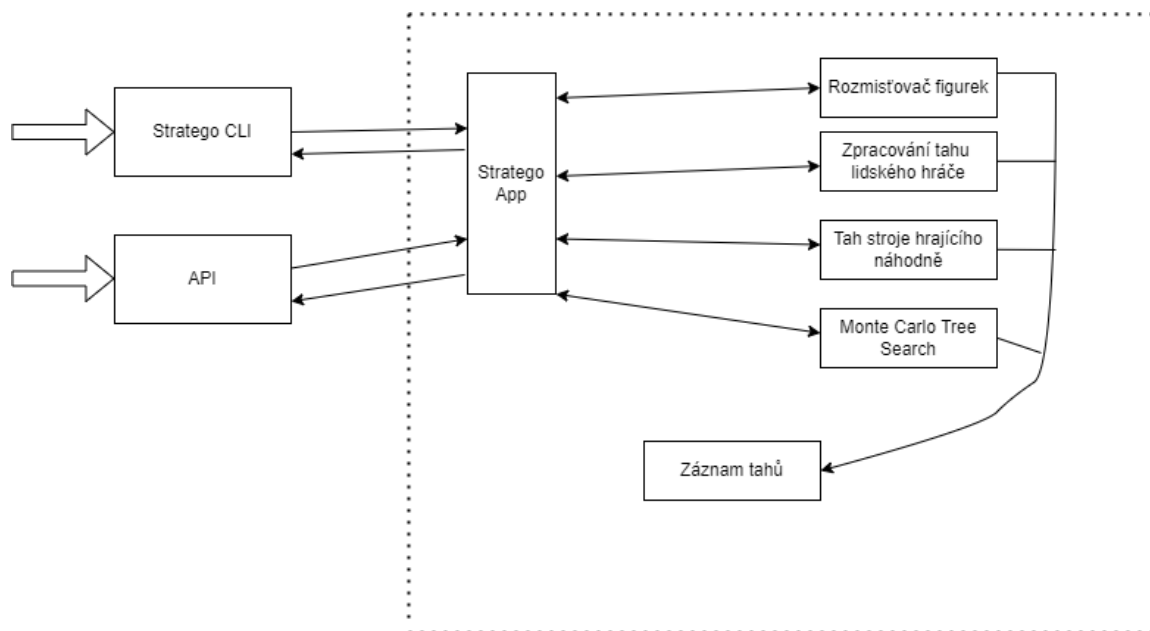 Stratego CLI
API
Stratego
App
Rozmisťovač figurek
Zpracování tahu
lidského hráče
Tah stroje hrajícího
náhodně
Monte Carlo Tree
Search
Záznam tahů